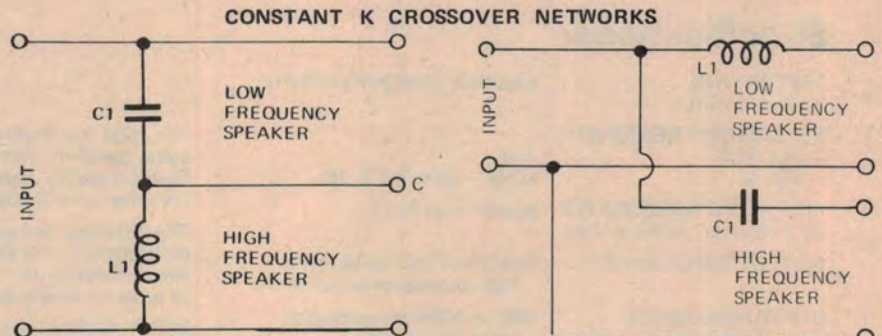 CONSTANT K CROSSOVER NETWORKS
C1
LOW
FREQUENCY
SPEAKER
INPUT
C
HIGH
FREQUENCY
SPEAKER
L1
INPUT
L1
LOW
FREQUENCY
SPEAKER
C1
HIGH
FREQUENCY
SPEAKER